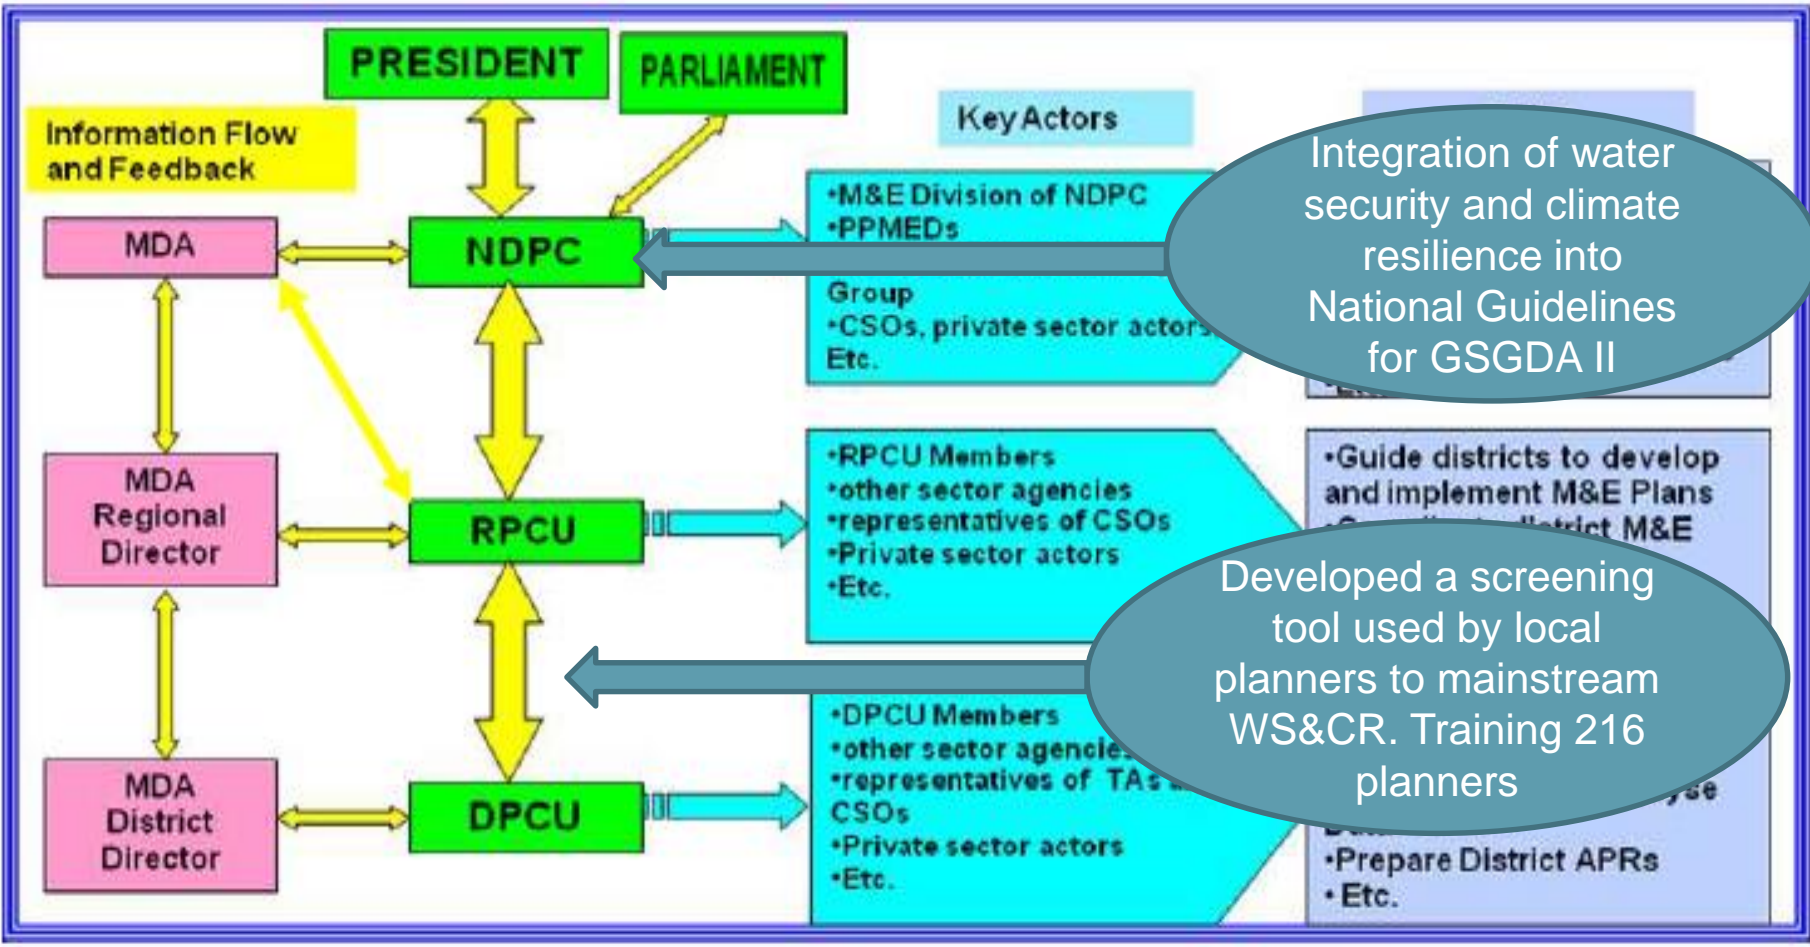 PRESIDENT
PARLIAMENT
Information Flow
and Feedback
Key Actors
MDA
NDPC
•M&E Division of NDPC
•PPMEDs
Group
•CSOs, private sector actors,
Etc.
Integration of water
security and climate
resilience into
National Guidelines
for GSGDA II
MDA
Regional
Director
RPCU
•RPCU Members
•other sector agencies
•representatives of CSOs
•Private sector actors
•Etc.
•Guide districts to develop
and implement M&E Plans
district M&E
Developed a screening
tool used by local
planners to mainstream
WS&CR. Training 216
planners
MDA
District
Director
DPCU
•DPCU Members
•other sector agencies
•representatives of TAs
CSOs
•Private sector actors
•Etc.
•Prepare District APRs
• Etc.